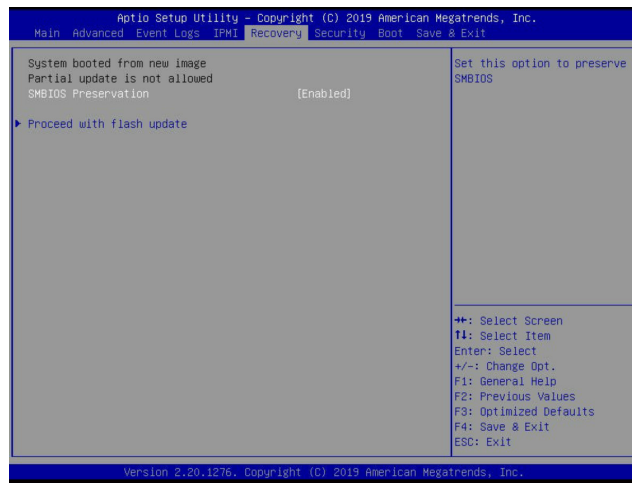 Aptio Setup Utility – Copyright (C) 2019 American Megatrends, Inc.
Main Advanced Event Logs IPMI Recovery Security Boot Save & Exit
System booted from new image
Partial update is not allowed
SMBIOS Preservation [Enabled]
Proceed with flash update
Set this option to preserve
SMBIOS
→←: Select Screen
↑↓: Select Item
Enter: Select
+/-: Change Opt.
F1: General Help
F2: Previous Values
F3: Optimized Defaults
F4: Save & Exit
ESC: Exit
Version 2.20.1276. Copyright (C) 2019 American Megatrends, Inc.